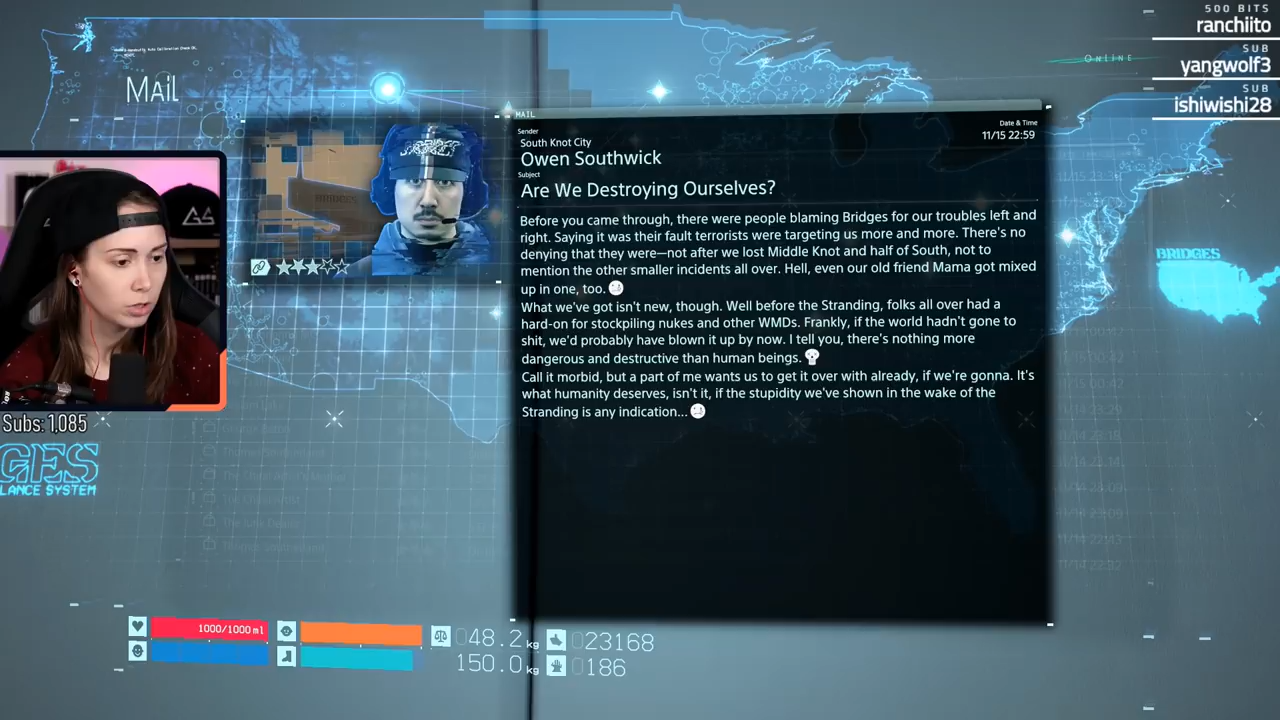 500 BITS
ranchiito
SUB
yangwolf3
SUB
ishiwishi28
ONLINE
MAIL
MAIL
Sender
South Knot City
Owen Southwick
Date & Time
11/15 22:59
Subject
Are We Destroying Ourselves?
Before you came through, there were people blaming Bridges for our troubles left and
right. Saying it was their fault terrorists were targeting us more and more. There's no
denying that they were—not after we lost Middle Knot and half of South, not to
mention the other smaller incidents all over. Hell, even our old friend Mama got mixed
up in one, too.
What we've got isn't new, though. Well before the Stranding, folks all over had a
hard-on for stockpiling nukes and other WMDs. Frankly, if the world hadn't gone to
shit, we'd probably have blown it up by now. I tell you, there's nothing more
dangerous and destructive than human beings.
Call it morbid, but a part of me wants us to get it over with already, if we're gonna. It's
what humanity deserves, isn't it, if the stupidity we've shown in the wake of the
Stranding is any indication...
BRIDGES
Subs: 1,085
GES
LANCE SYSTEM
1000/1000 ml
048.2 kg
150.0 kg
023168
0186